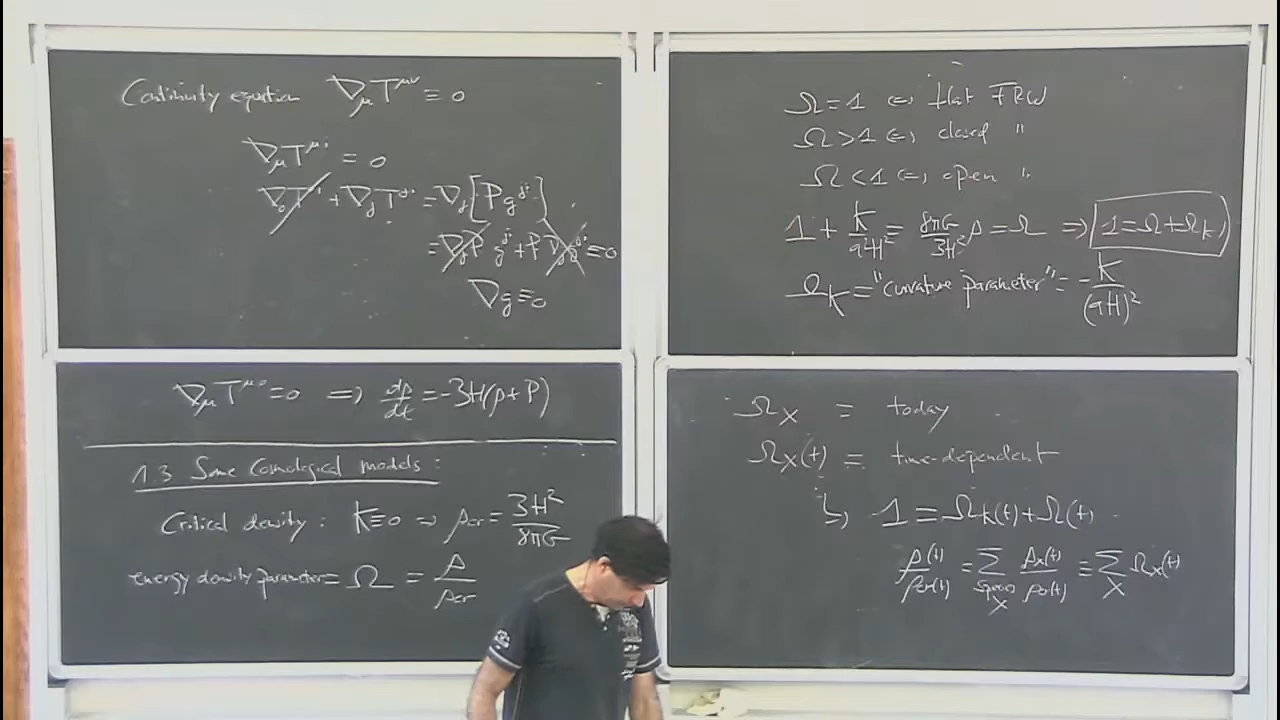 Continuity equation ∇_μ T^{μν} = 0
∇_μ T^{μi} = 0
∇_0 T^{0i} + ∇_j T^{ji} = ∇_j [P g^{ji}]
= ∇_j P g^{ji} + P ∇_j g^{ji} = 0
∇g ≡ 0
∇_μ T^{μ0} = 0 ⟹ dρ/dt = -3H(ρ+P)
1.3 Some Cosmological models :
Critical density : K≡0 ⇒ ρ_cr = 3H²/8πG
energy density parameter = Ω = ρ/ρ_cr
Ω = 1 ⇔ flat FRW
Ω > 1 ⇔ closed "
Ω < 1 ⇔ open "
1 + K/a²H² = 8πG/3H² ρ = Ω ⇒ 1 = Ω + Ω_K
Ω_K = "curvature parameter" = -K/(aH)²
Ω_X = today
Ω_X(t) = time-dependent
↳ 1 = Ω_K(t) + Ω(t)
ρ(t)/ρ_cr(t) = Σ_{species X} ρ_X(t)/ρ_c(t) ≡ Σ_X Ω_X(t)